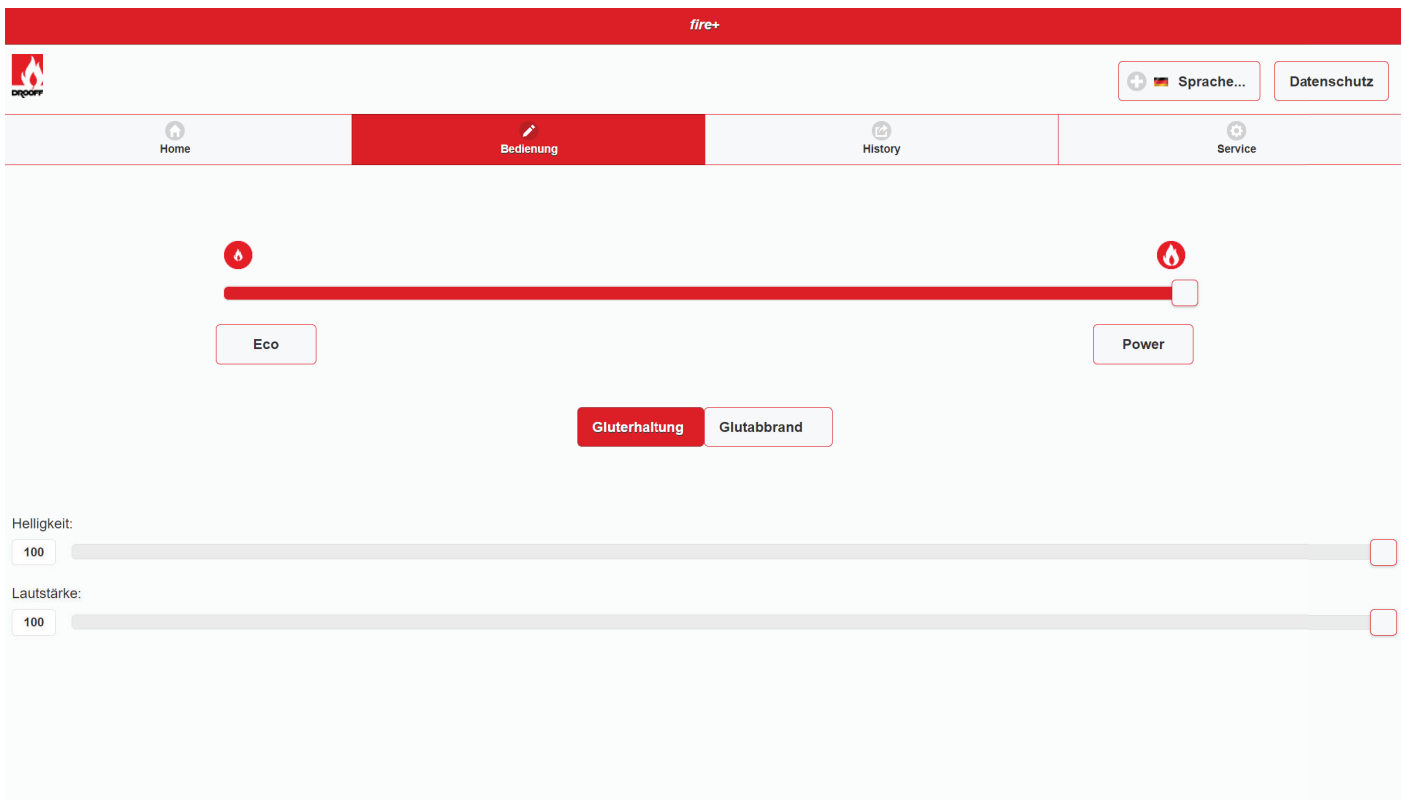 fire+
DROOFF
Sprache...
Datenschutz
Home
Bedienung
History
Service
Eco
Power
Gluterhaltung
Glutabbrand
Helligkeit:
100
Lautstärke:
100